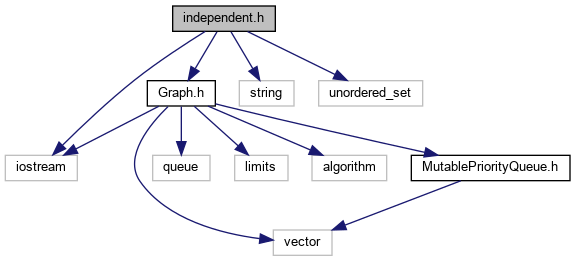 independent.h
Graph.h
string
unordered_set
iostream
queue
limits
algorithm
MutablePriorityQueue.h
vector